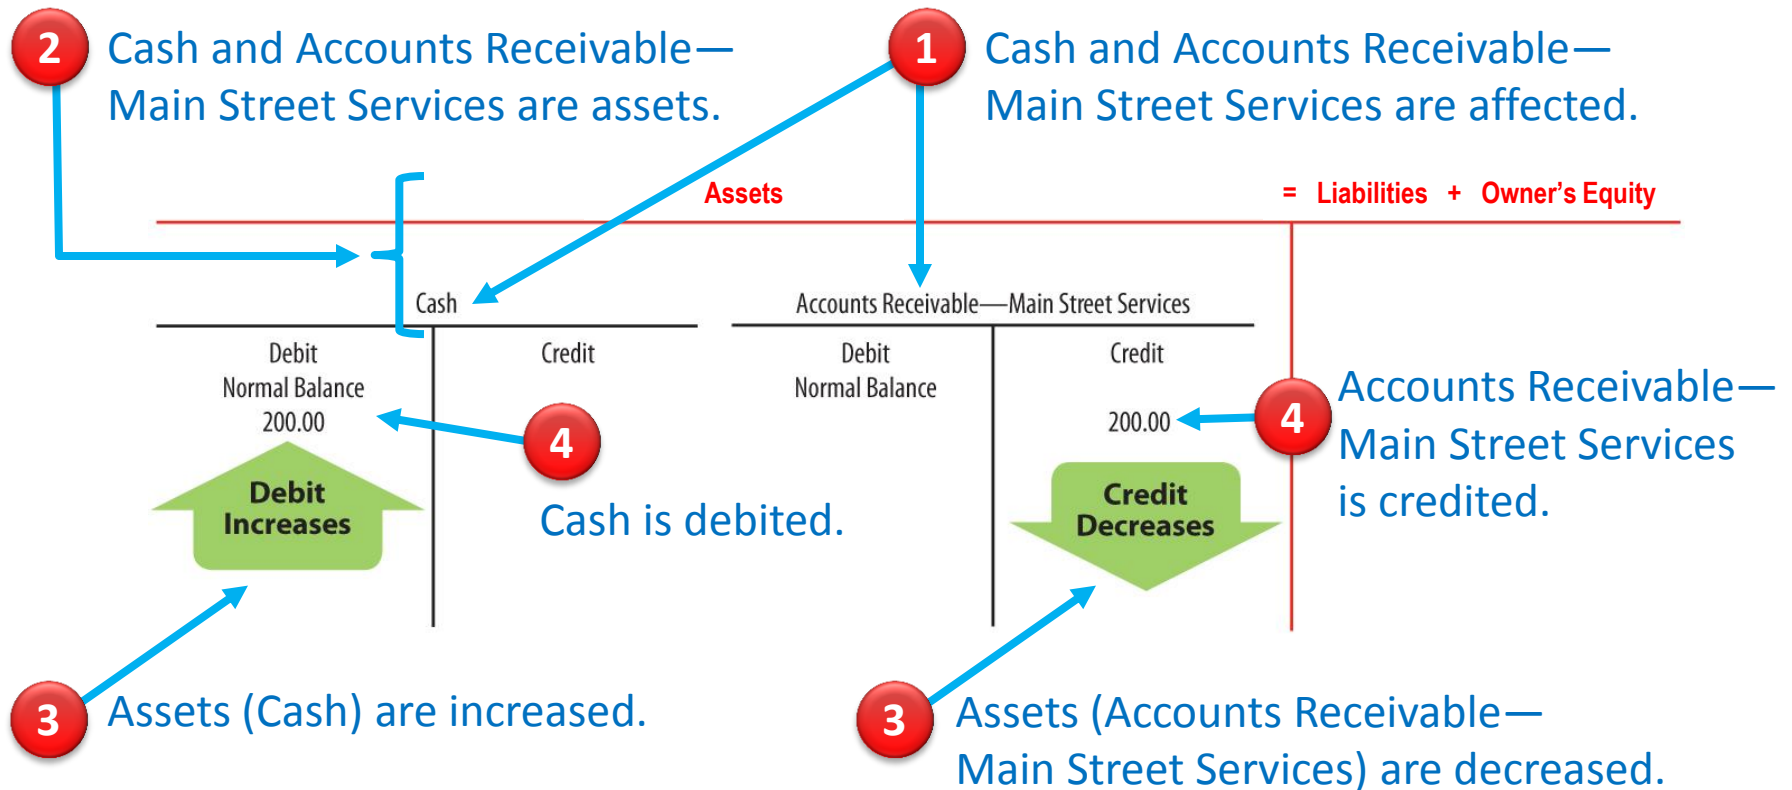 2 Cash and Accounts Receivable—
Main Street Services are assets.
1 Cash and Accounts Receivable—
Main Street Services are affected.
Assets = Liabilities + Owner’s Equity
Cash
Debit Credit
Normal Balance
200.00
Debit
Increases
4
Cash is debited.
Accounts Receivable—Main Street Services
Debit Credit
Normal Balance
200.00
Credit
Decreases
4 Accounts Receivable—
Main Street Services
is credited.
3 Assets (Cash) are increased.
3 Assets (Accounts Receivable—
Main Street Services) are decreased.